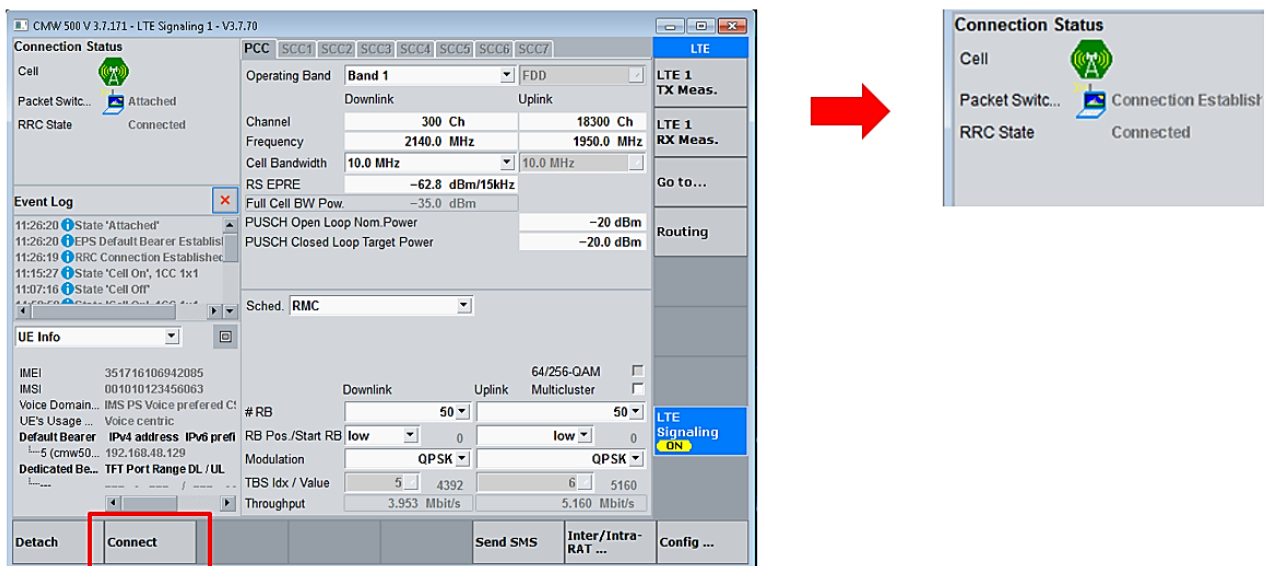 CMW 500 V 3.7.171 - LTE Signaling 1 - V3.7.70
Connection Status
Cell
Packet Switc... Attached
RRC State Connected
Event Log
11:26:20 State 'Attached'
11:26:20 EPS Default Bearer Establis
11:26:19 RRC Connection Established
11:15:27 State 'Cell On', 1CC 1x1
11:07:16 State 'Cell Off'
UE Info
IMEI 351716106942085
IMSI 001010123456063
Voice Domain... IMS PS Voice prefered CS
UE's Usage ... Voice centric
Default Bearer IPv4 address IPv6 prefi
5 (cmw50... 192.168.48.129
Dedicated Be... TFT Port Range DL / UL
--- - --- / --- --
PCC SCC1 SCC2 SCC3 SCC4 SCC5 SCC6 SCC7
Operating Band Band 1 FDD
Downlink Uplink
Channel 300 Ch 18300 Ch
Frequency 2140.0 MHz 1950.0 MHz
Cell Bandwidth 10.0 MHz 10.0 MHz
RS EPRE −62.8 dBm/15kHz
Full Cell BW Pow. −35.0 dBm
PUSCH Open Loop Nom.Power −20 dBm
PUSCH Closed Loop Target Power −20.0 dBm
Sched. RMC
64/256-QAM
Downlink Uplink Multicluster
# RB 50 50
RB Pos./Start RB low 0 low 0
Modulation QPSK QPSK
TBS Idx / Value 5 4392 6 5160
Throughput 3.953 Mbit/s 5.160 Mbit/s
LTE
LTE 1
TX Meas.
LTE 1
RX Meas.
Go to...
Routing
LTE
Signaling
ON
Detach Connect Send SMS Inter/Intra-
RAT ... Config ...
Connection Status
Cell
Packet Switc... Connection Establish
RRC State Connected